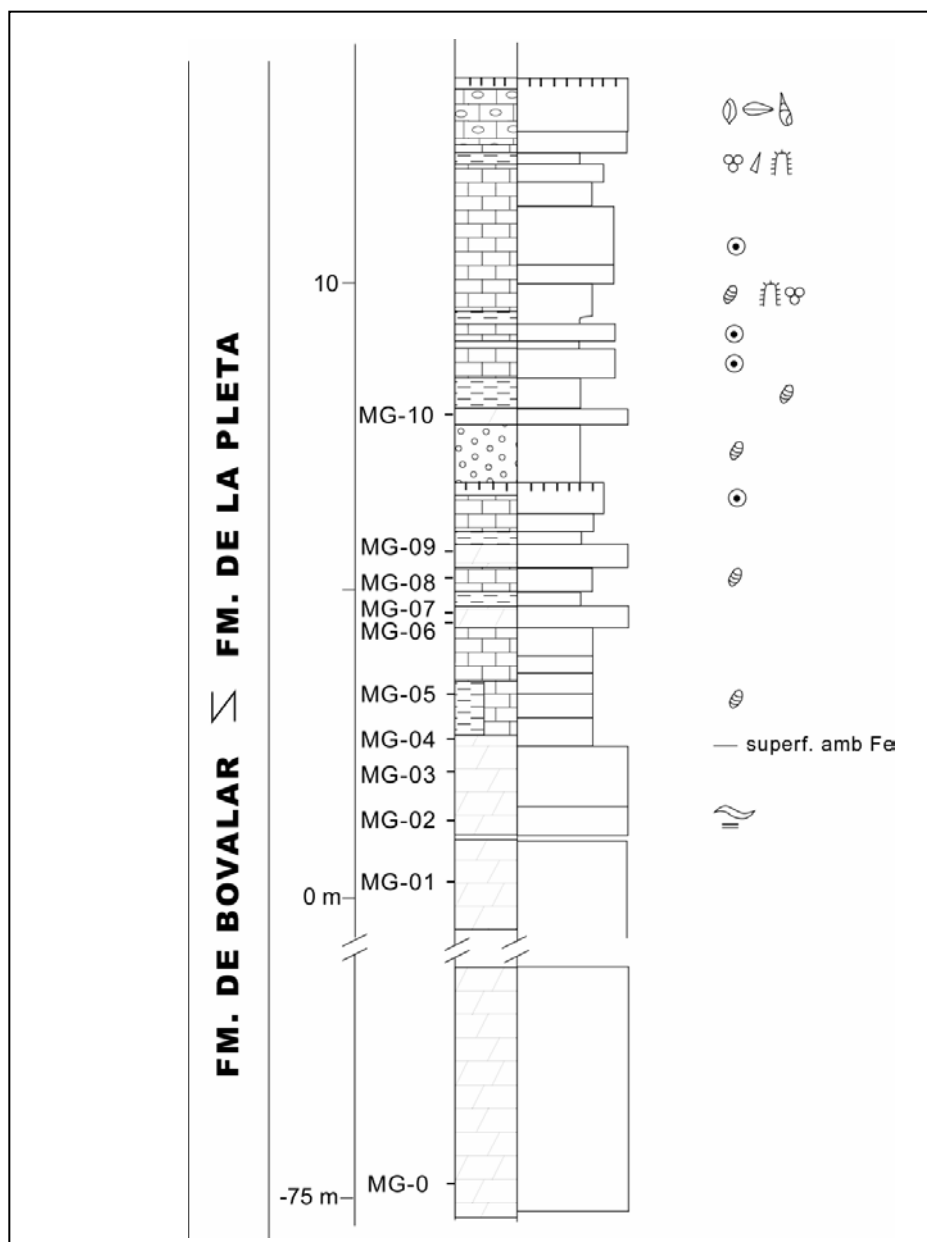 FM. DE BOVALAR N FM. DE LA PLETA
10
MG-10
MG-09
MG-08
MG-07
MG-06
MG-05
MG-04
superf. amb Fe
MG-03
MG-02
MG-01
0 m
MG-0
-75 m